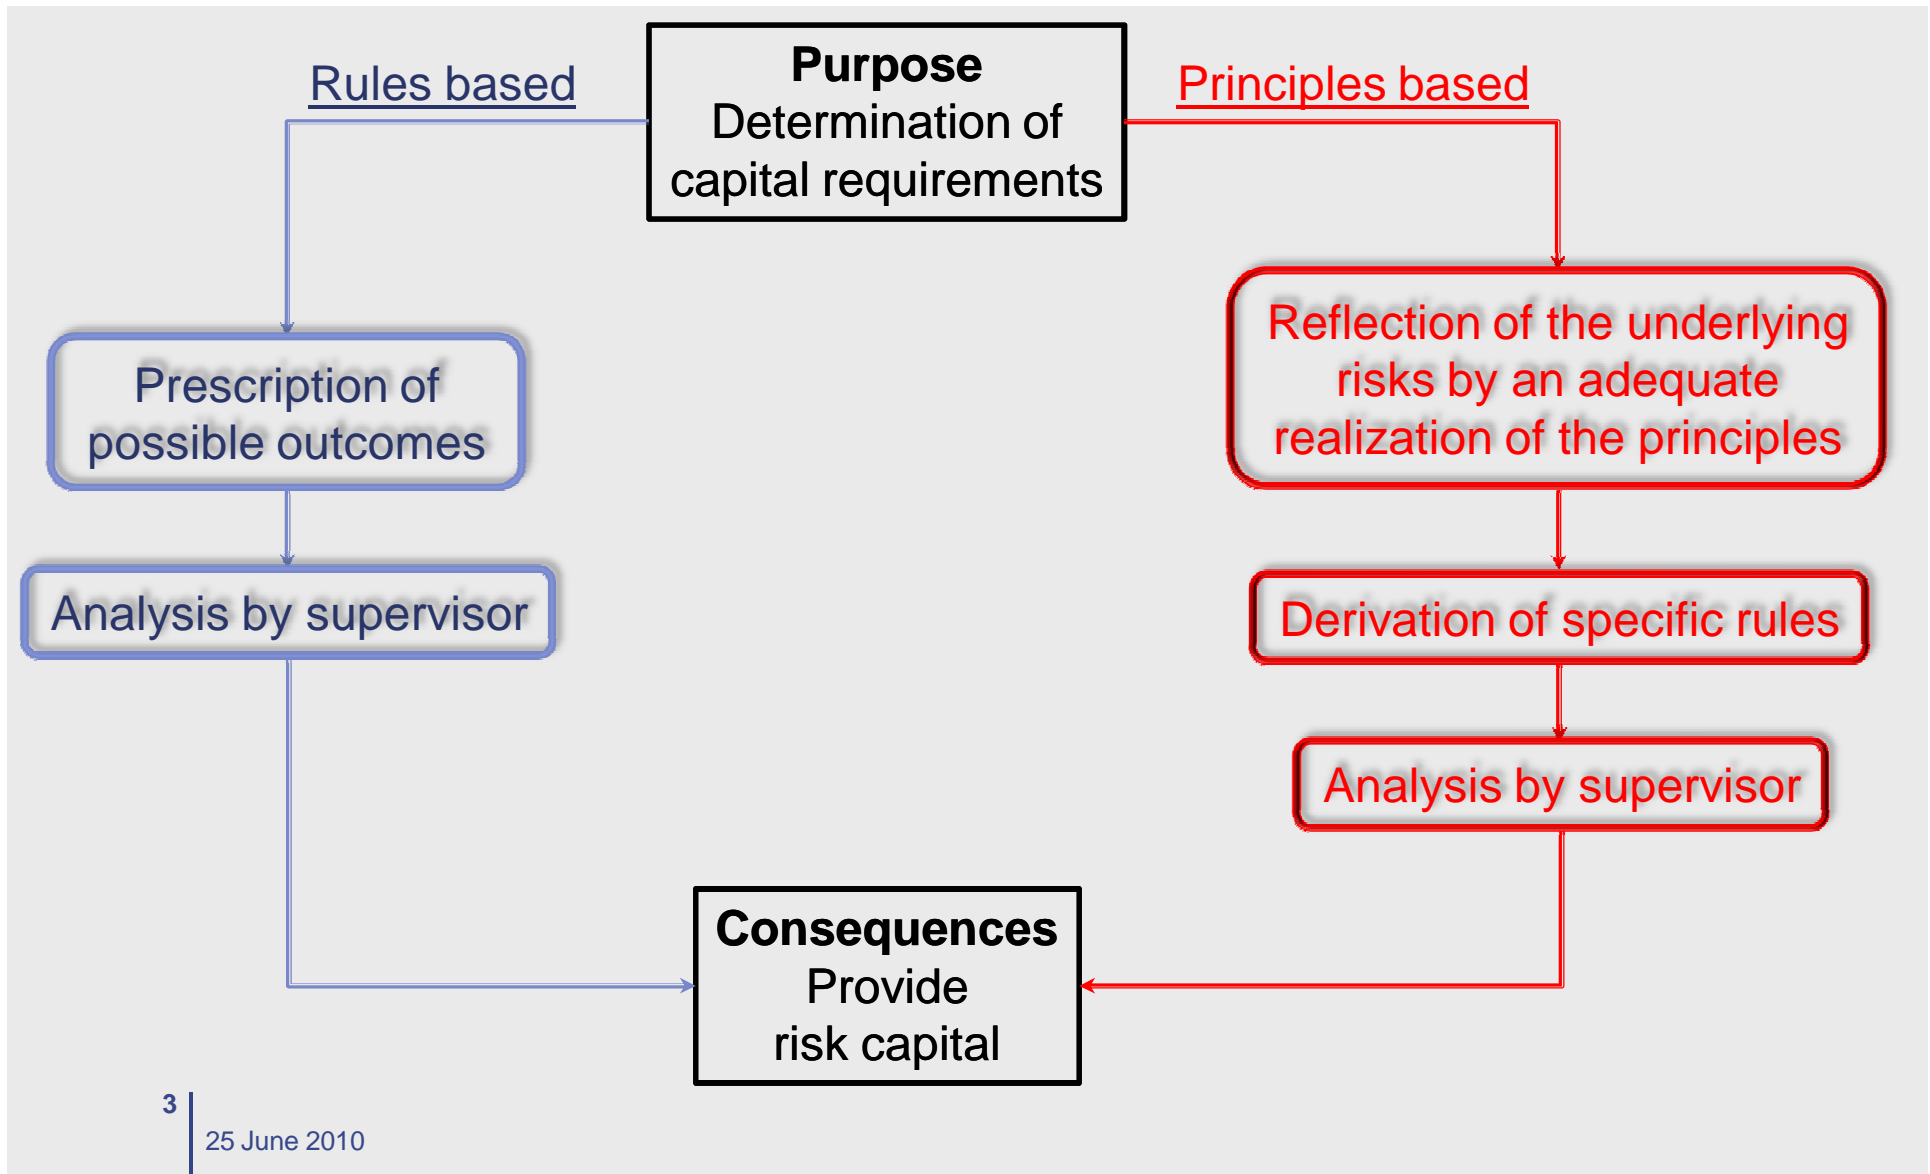 Purpose
Determination of
capital requirements
Rules based
Principles based
Prescription of
possible outcomes
Analysis by supervisor
Reflection of the underlying
risks by an adequate
realization of the principles
Derivation of specific rules
Analysis by supervisor
Consequences
Provide
risk capital
3
25 June 2010